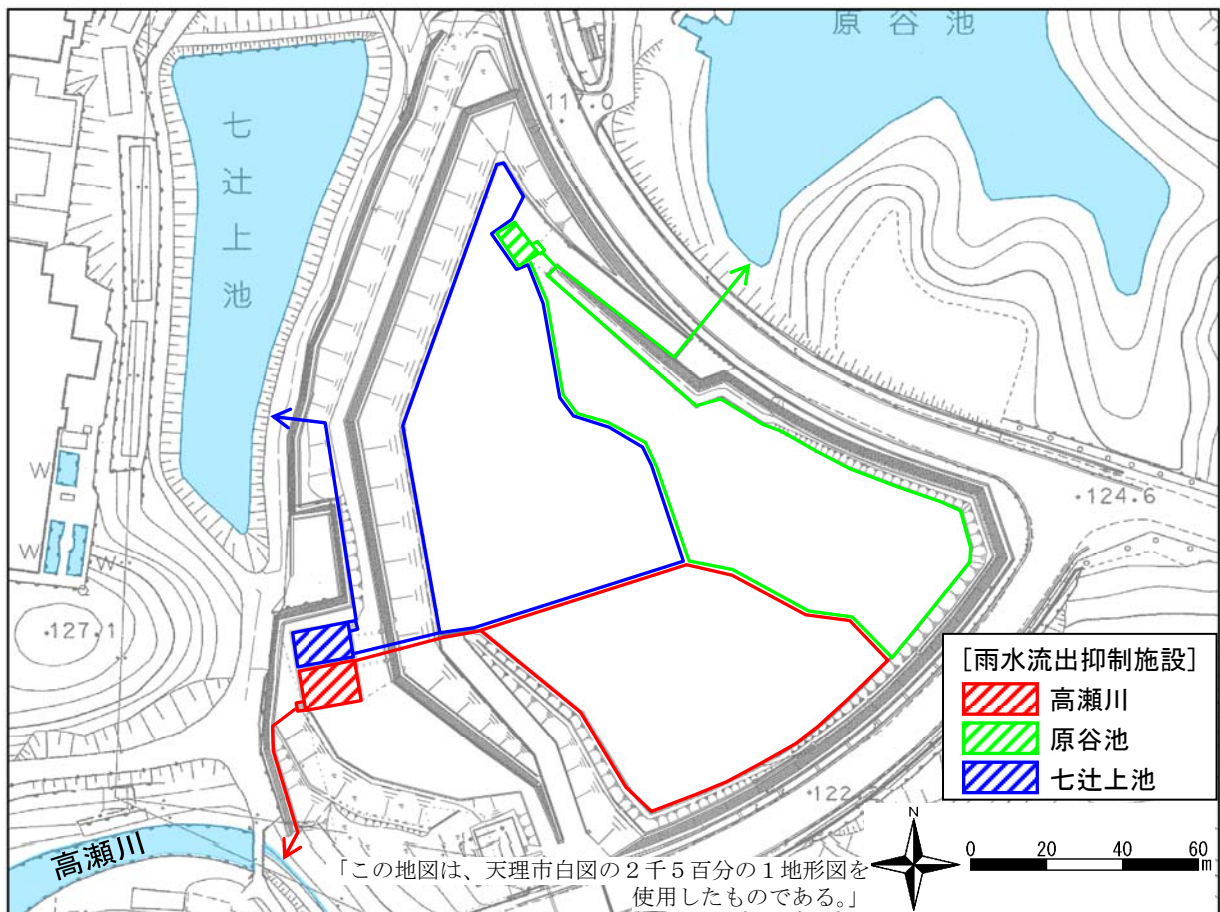 原谷池
七辻上池
117.0
W
W
W
・124.6
・127.1
[雨水流出抑制施設]
高瀬川
原谷池
七辻上池
・122.
高瀬川
N
0 20 40 60
m
「この地図は、天理市白図の2千5百分の1地形図を
使用したものである。」